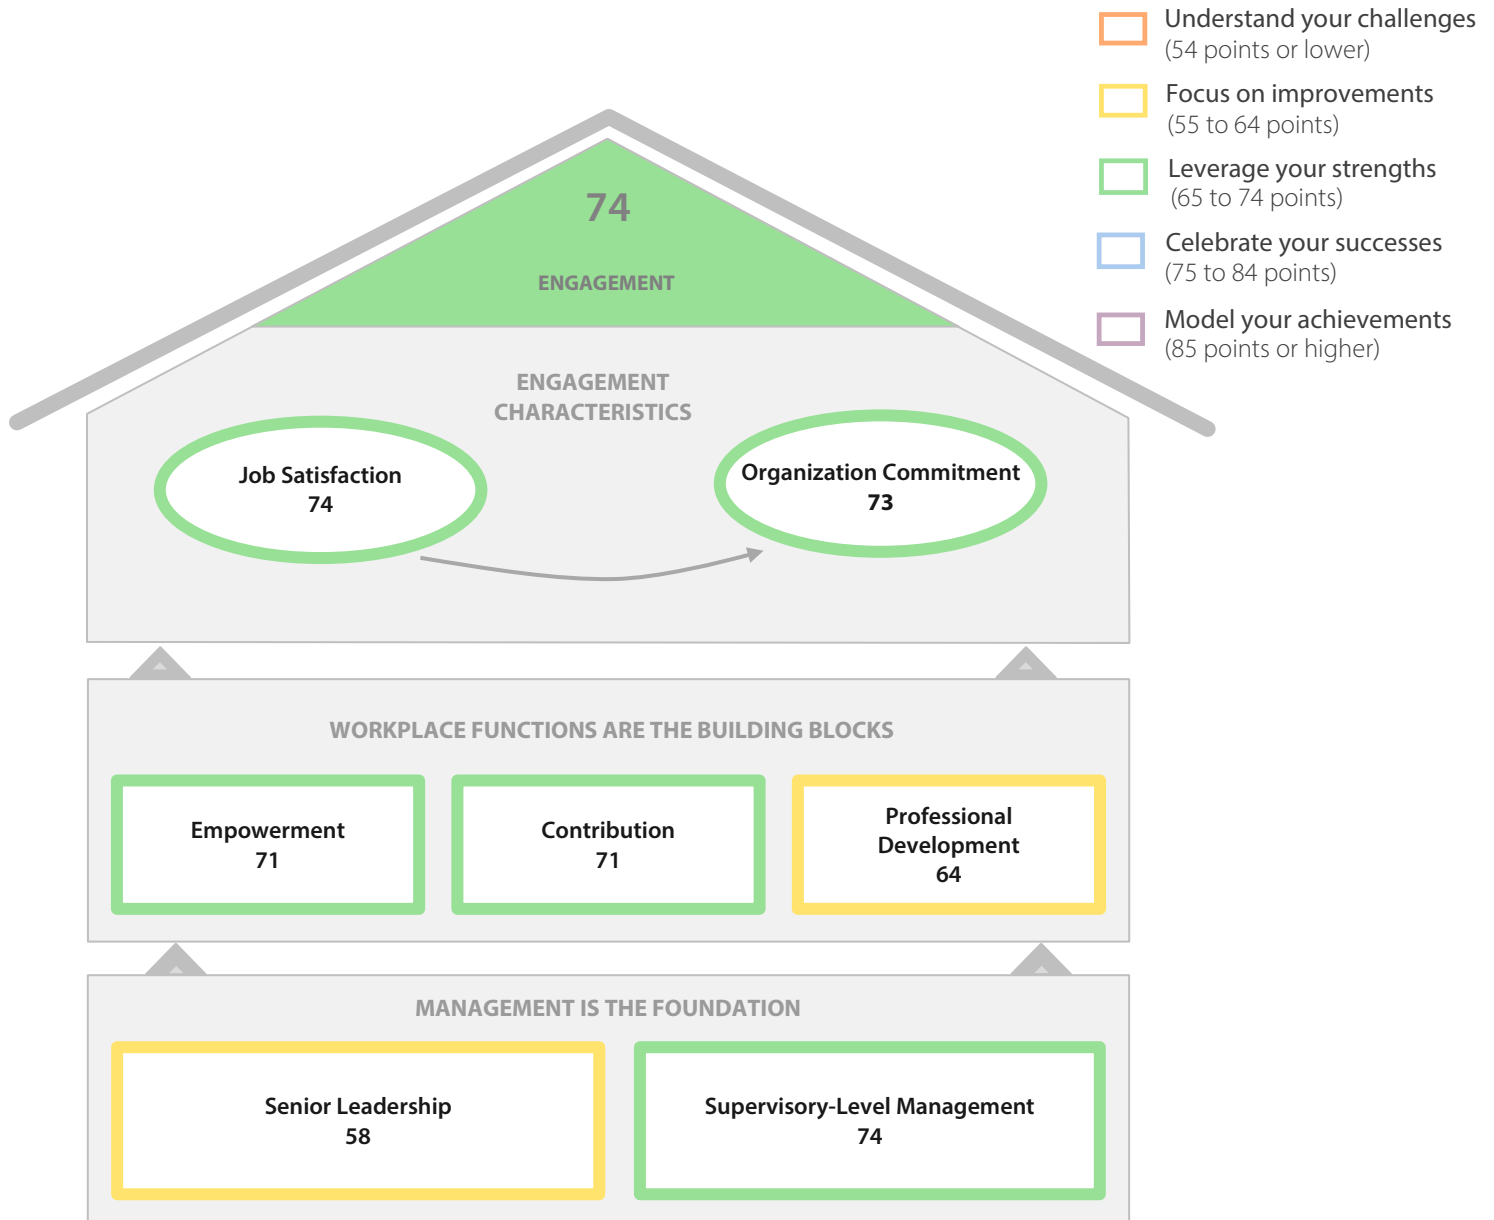 Understand your challenges
(54 points or lower)
Focus on improvements
(55 to 64 points)
Leverage your strengths
(65 to 74 points)
Celebrate your successes
(75 to 84 points)
Model your achievements
(85 points or higher)
74
ENGAGEMENT
ENGAGEMENT
CHARACTERISTICS
Job Satisfaction
74
Organization Commitment
73
WORKPLACE FUNCTIONS ARE THE BUILDING BLOCKS
Empowerment
71
Contribution
71
Professional
Development
64
MANAGEMENT IS THE FOUNDATION
Senior Leadership
58
Supervisory-Level Management
74